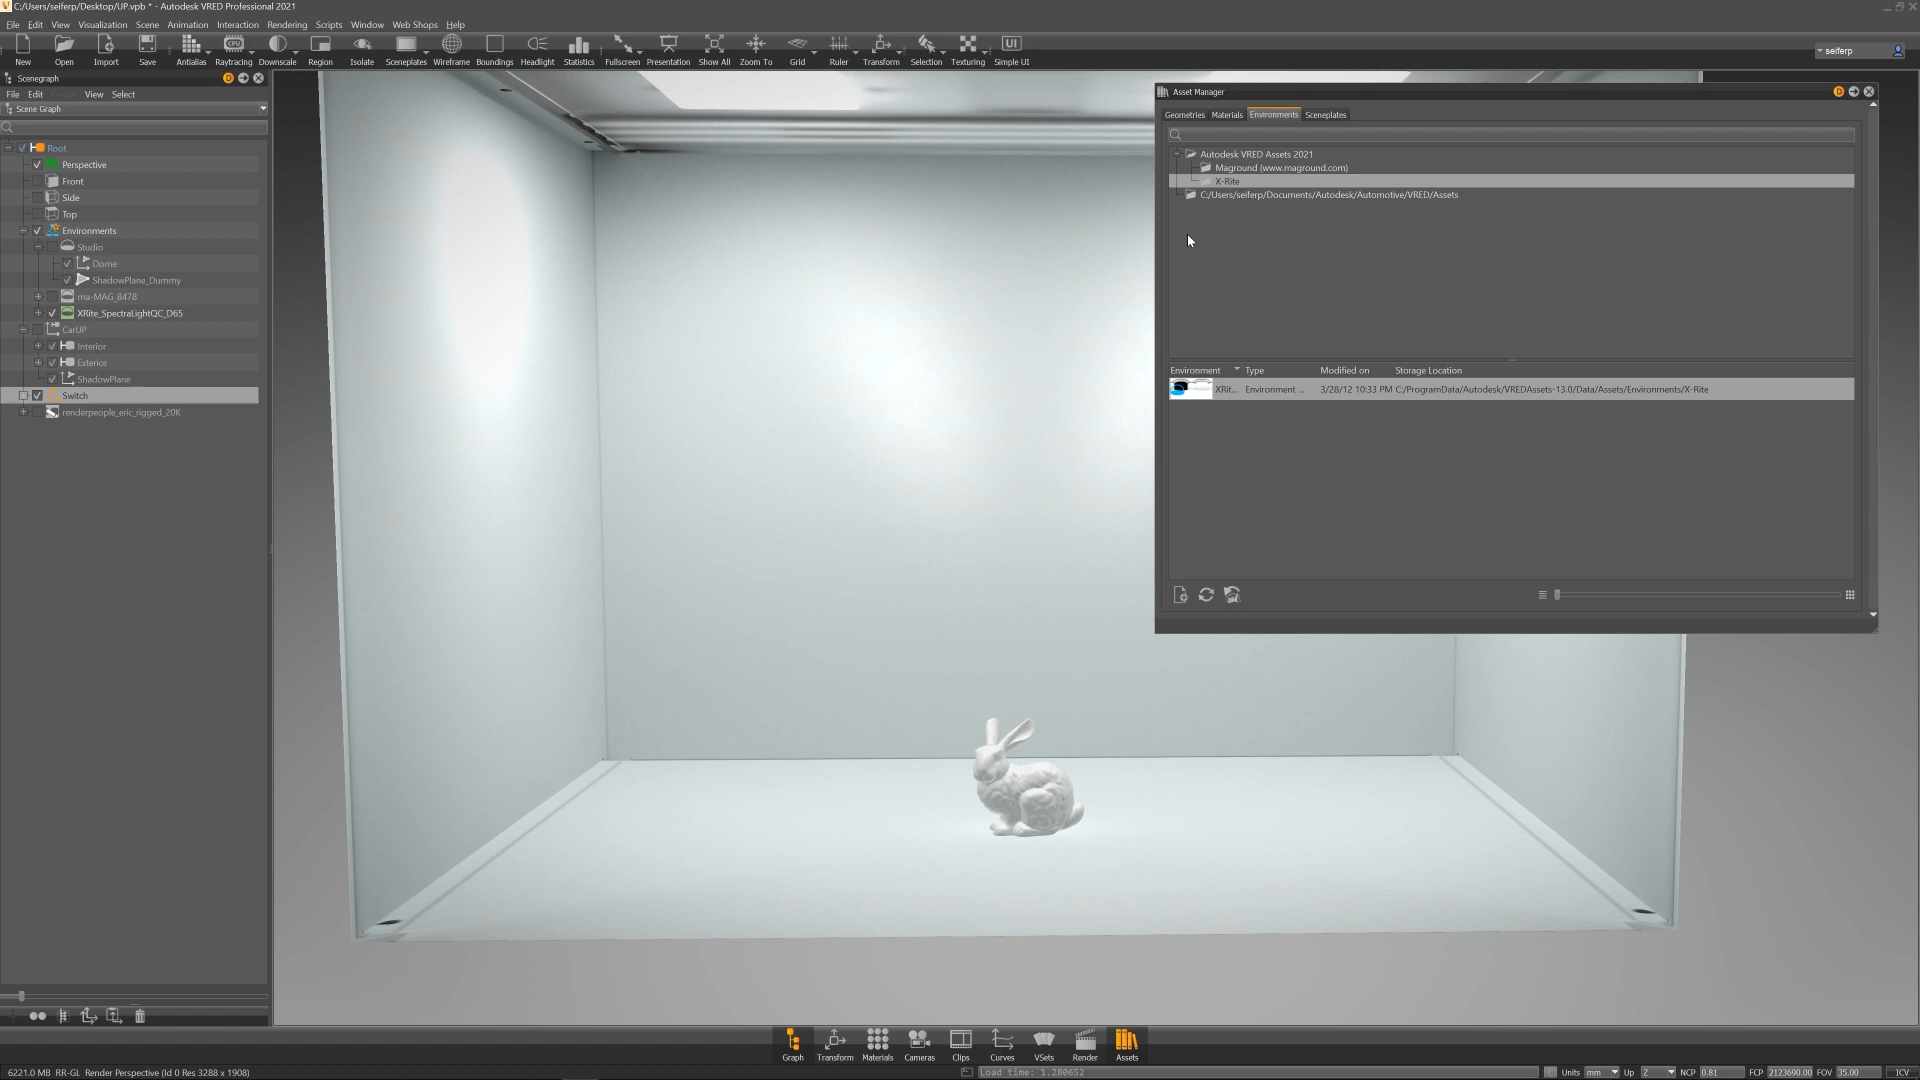 C:/Users/seiferp/Desktop/UP.vpb * - Autodesk VRED Professional 2021
File Edit View Visualization Scene Animation Interaction Rendering Scripts Window Web Shops Help
New Open Import Save Antialias Raytracing Downscale Region Isolate Sceneplates Wireframe Boundings Headlight Statistics Fullscreen Presentation Show All Zoom To Grid Ruler Transform Selection Texturing Simple UI
CPU
UI
seiferp
Scenegraph
D
File Edit View Select
Scene Graph
Root
Perspective
Front
Side
Top
Environments
Studio
Dome
ShadowPlane_Dummy
ma-MAG_8478
XRite_SpectraLightQC_D65
CarUP
Interior
Exterior
ShadowPlane
Switch
renderpeople_eric_rigged_20K
Asset Manager
D
Geometries Materials Environments Sceneplates
Autodesk VRED Assets 2021
Maground (www.maground.com)
X-Rite
C:/Users/seiferp/Documents/Autodesk/Automotive/VRED/Assets
Environment Type Modified on Storage Location
XRit... Environment ... 3/28/12 10:33 PM C:/ProgramData/Autodesk/VREDAssets-13.0/Data/Assets/Environments/X-Rite
Graph Transform Materials Cameras Clips Curves VSets Render Assets
6221.0 MB RR-GL Render Perspective (Id 0 Res 3288 x 1908)
Load time: 1.280652
Units mm Up Z NCP 0.81 FCP 2123690.00 FOV 35.00 ICV